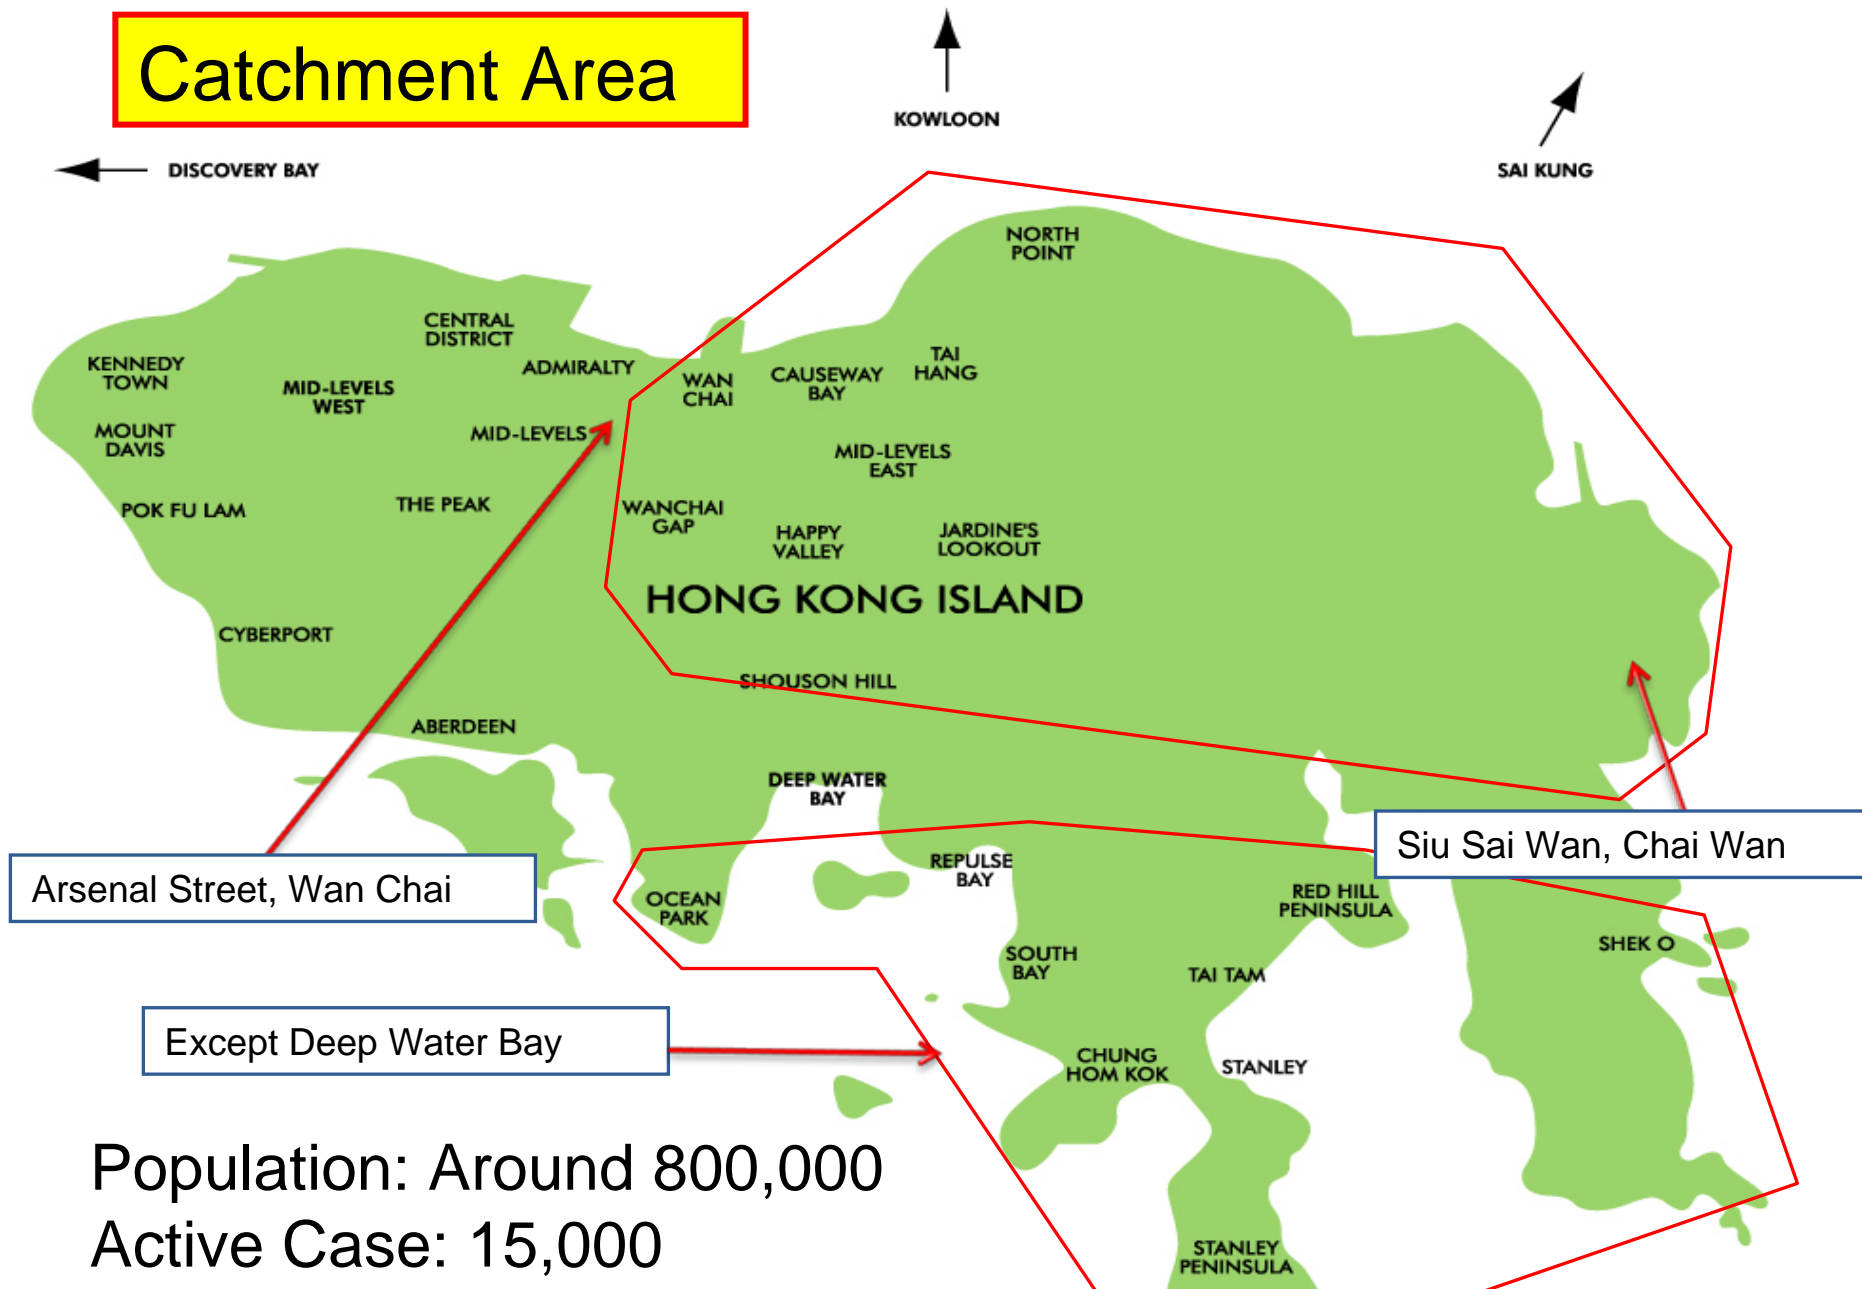 Catchment Area
KOWLOON
SAI KUNG
DISCOVERY BAY
NORTH
POINT
CENTRAL
DISTRICT
KENNEDY
TOWN
ADMIRALTY
MID-LEVELS
WEST
WAN
CHAI
CAUSEWAY
BAY
TAI
HANG
MOUNT
DAVIS
MID-LEVELS
MID-LEVELS
EAST
POK FU LAM
THE PEAK
WANCHAI
GAP
HAPPY
VALLEY
JARDINE'S
LOOKOUT
HONG KONG ISLAND
CYBERPORT
SHOUSON HILL
ABERDEEN
DEEP WATER
BAY
Siu Sai Wan, Chai Wan
Arsenal Street, Wan Chai
REPULSE
BAY
OCEAN
PARK
RED HILL
PENINSULA
SHEK O
SOUTH
BAY
TAI TAM
Except Deep Water Bay
CHUNG
HOM KOK
STANLEY
Population: Around 800,000
Active Case: 15,000
STANLEY
PENINSULA